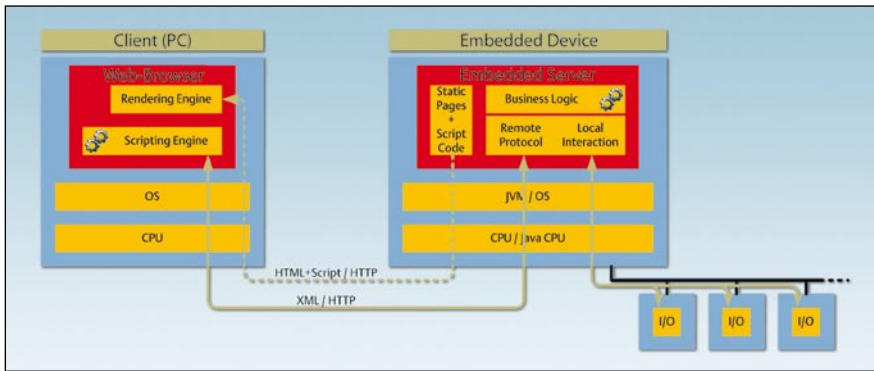 Client (PC)
Web-Browser
Rendering Engine
Scripting Engine
OS
CPU
Embedded Device
Embedded Server
Static
Pages
+
Script
Code
Business Logic
Remote
Protocol
Local
Interaction
JVM / OS
CPU / Java CPU
HTML+Script / HTTP
XML / HTTP
I/O
I/O
I/O